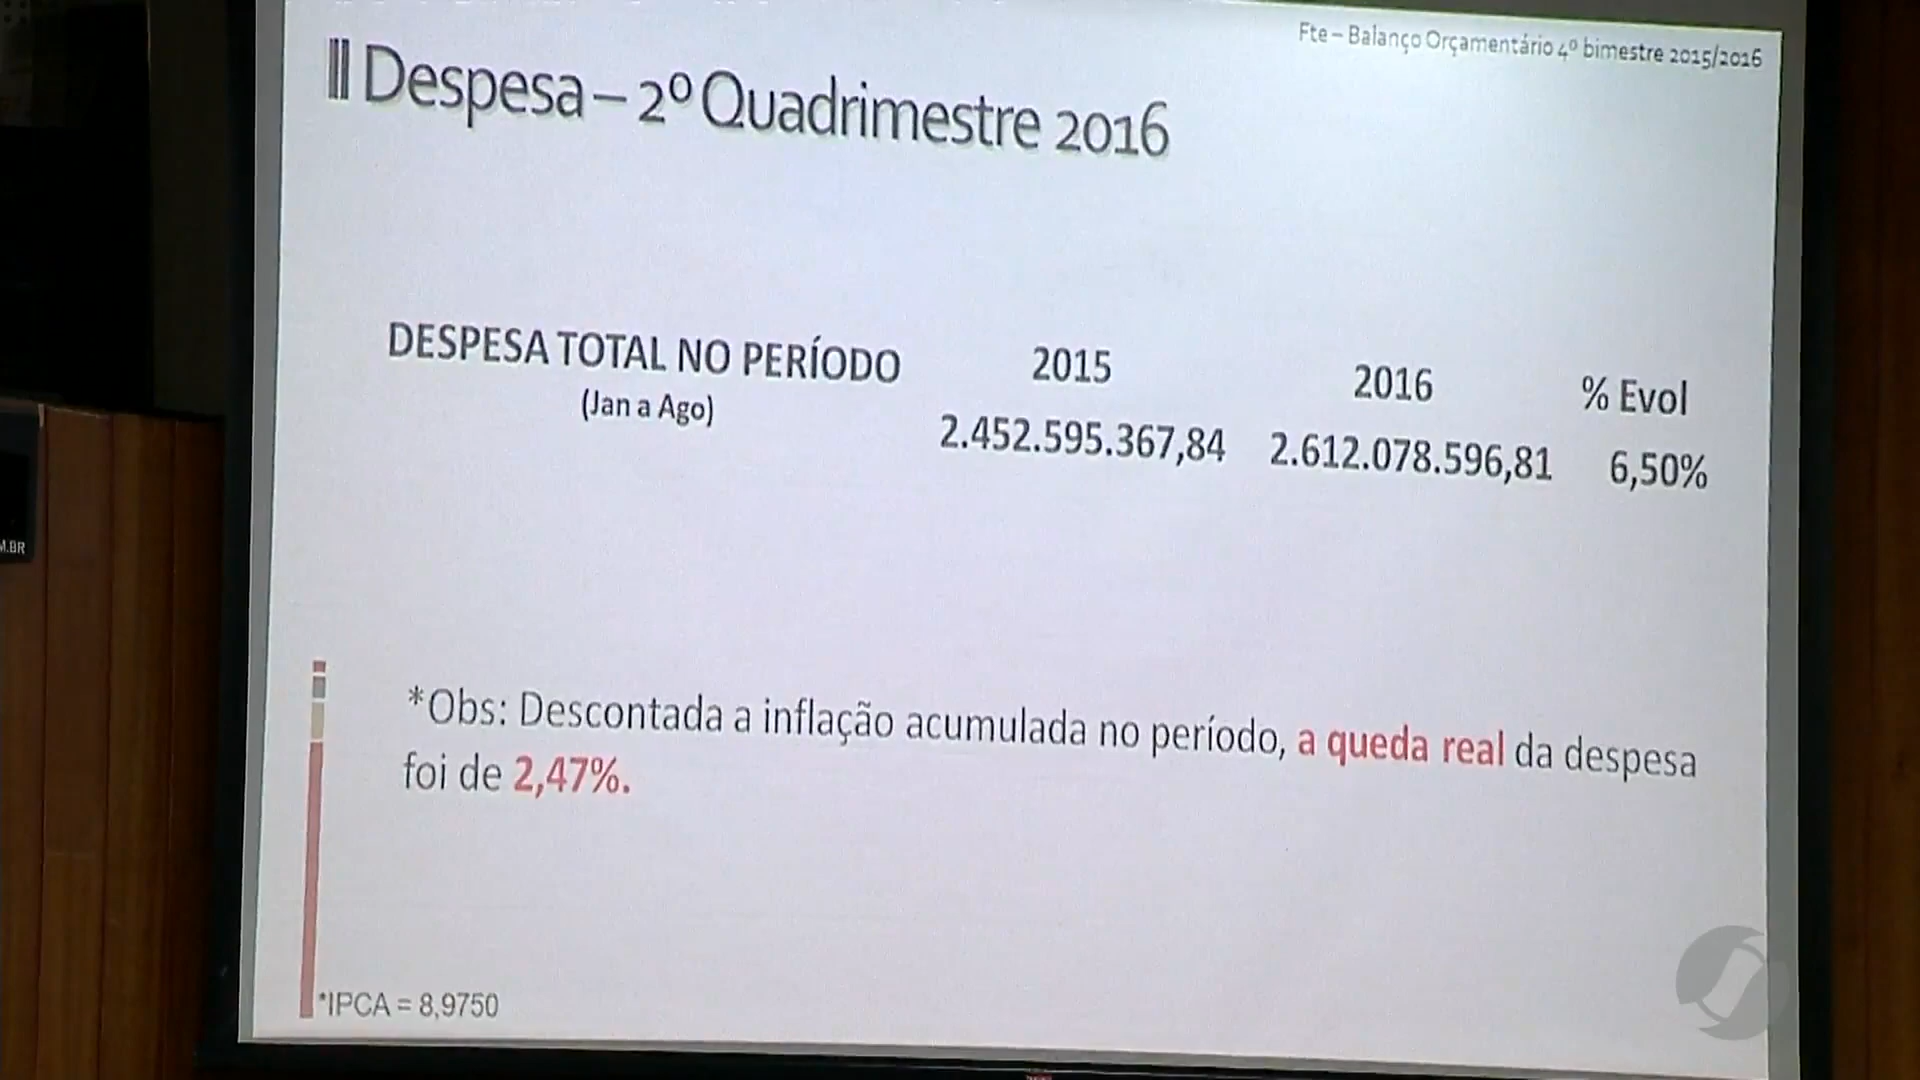 Fte – Balanço Orçamentário 4º bimestre 2015/2016
Despesa – 2º Quadrimestre 2016
DESPESA TOTAL NO PERÍODO 2015 2016 % Evol
(Jan a Ago) 2.452.595.367,84 2.612.078.596,81 6,50%
M.BR
*Obs: Descontada a inflação acumulada no período, a queda real da despesa
foi de 2,47%.
*IPCA = 8,9750